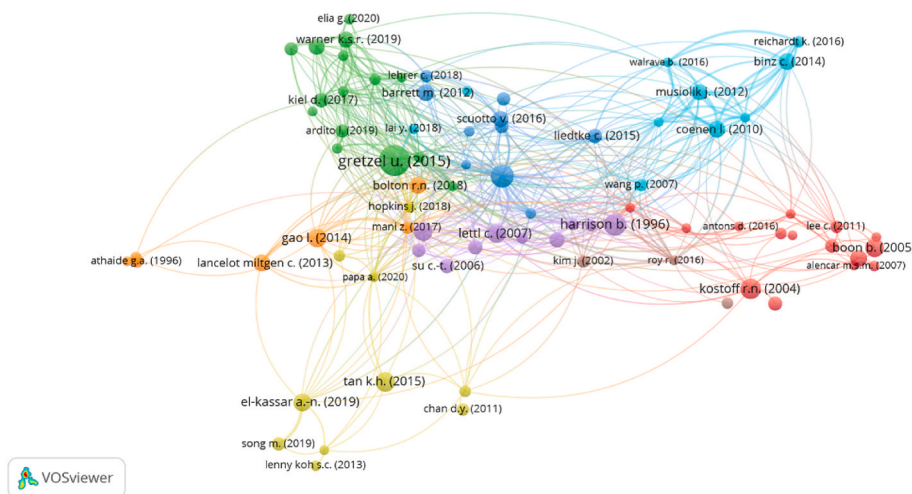 elia g. (2020)
warner k.s.r. (2019)
reichardt k. (2016)
walrave b. (2016)
binz c. (2014)
lehrer c. (2018)
barrett m. (2012)
musiolik j. (2012)
kiel d. (2017)
scuotto v. (2016)
ardito l. (2019)
lai y. (2018)
liedtke c. (2015)
coenen l. (2010)
gretzel u. (2015)
bolton r.n. (2018)
wang p. (2007)
hopkins j. (2018)
mani z. (2017)
harrison b. (1996)
antons d. (2016)
lee c. (2011)
gao l. (2014)
lettl c. (2007)
boon b. (2005
athaide g.a. (1996)
lancelot miltgen c. (2013)
su c.-t. (2006)
kim j. (2002)
roy r. (2016)
alencar m.s.m. (2007)
papa a. (2020)
kostoff r.n. (2004)
tan k.h. (2015)
el-kassar a.-n. (2019)
chan d.y. (2011)
song m. (2019)
lenny koh s.c. (2013)
VOSviewer